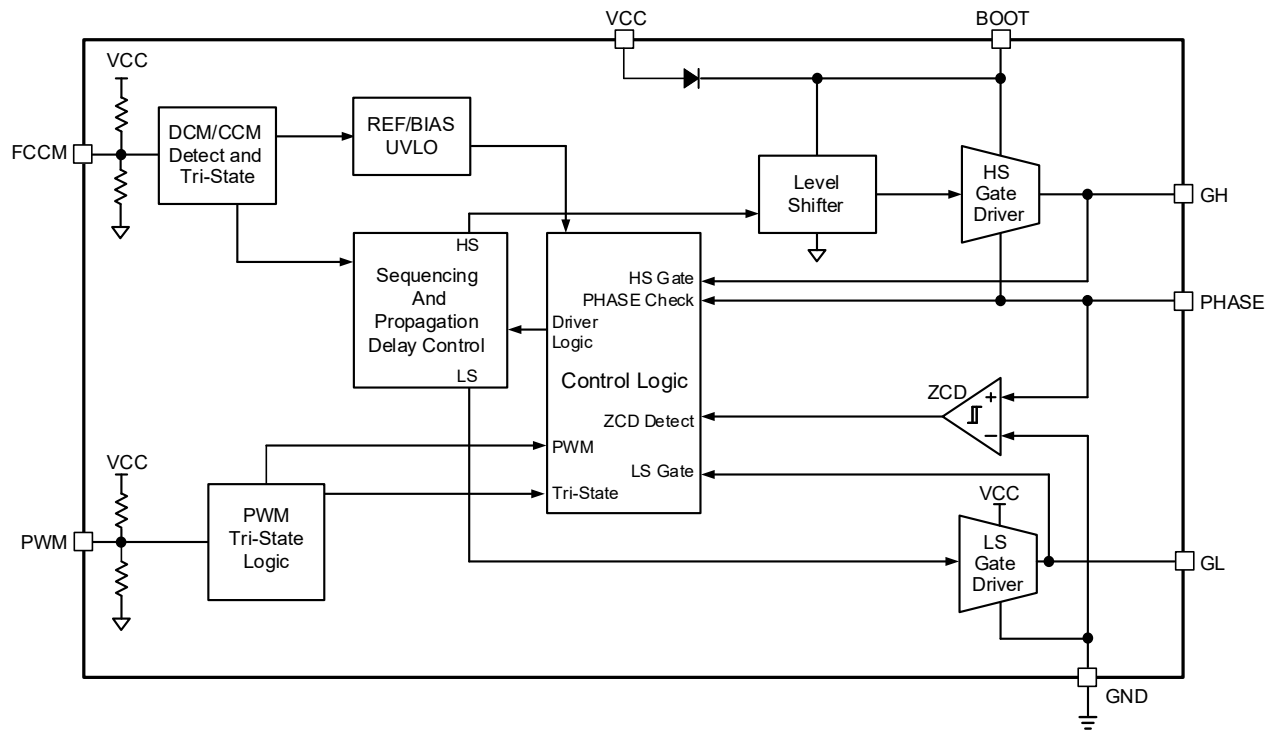 VCC
BOOT
VCC
FCCM
DCM/CCM
Detect and
Tri-State
REF/BIAS
UVLO
Level
Shifter
HS
Gate
Driver
GH
HS
Sequencing
And
Propagation
Delay Control
LS
HS Gate
PHASE Check
PHASE
Driver
Logic
Control Logic
ZCD
+
−
ZCD Detect
PWM
LS Gate
Tri-State
VCC
PWM
PWM
Tri-State
Logic
VCC
LS
Gate
Driver
GL
GND